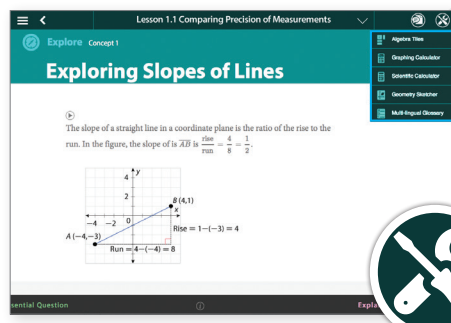 Lesson 1.1 Comparing Precision of Measurements
Explore Concept 1
Exploring Slopes of Lines
Algebra Tiles
Graphing Calculator
Scientific Calculator
Geometry Sketcher
Multi-lingual Glossary
The slope of a straight line in a coordinate plane is the ratio of the rise to the
run. In the figure, the slope of is AB is rise/run = 4/8 = 1/2.
y
4
2
B (4,1)
x
-4 -2 0
Rise = 1-(-3) = 4
A (-4,-3)
Run = 4-(-4) = 8
sential Question
Expla